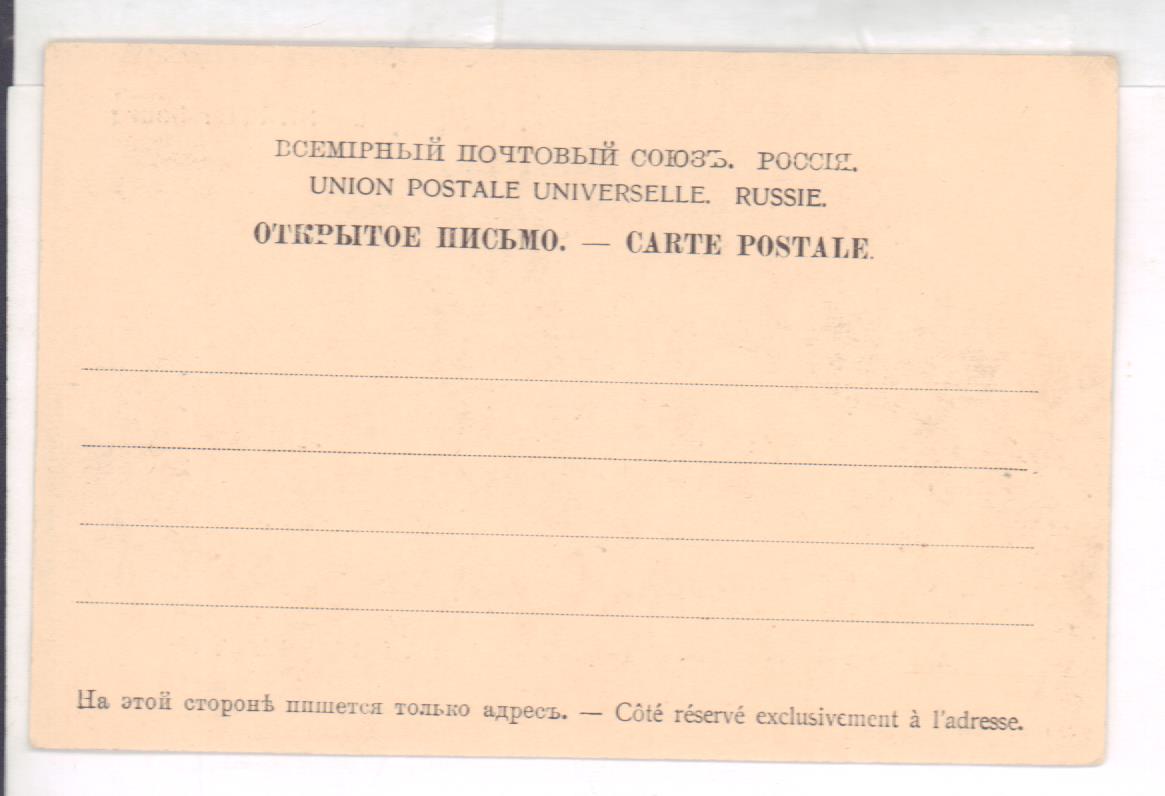 ВСЕМІРНЫЙ ПОЧТОВЫЙ СОЮЗЪ. РОССІЯ.
UNION POSTALE UNIVERSELLE. RUSSIE.
ОТКРЫТОЕ ПИСЬМО. — CARTE POSTALE.
На этой сторонѣ пишется только адресъ. — Côté réservé exclusivement à l'adresse.